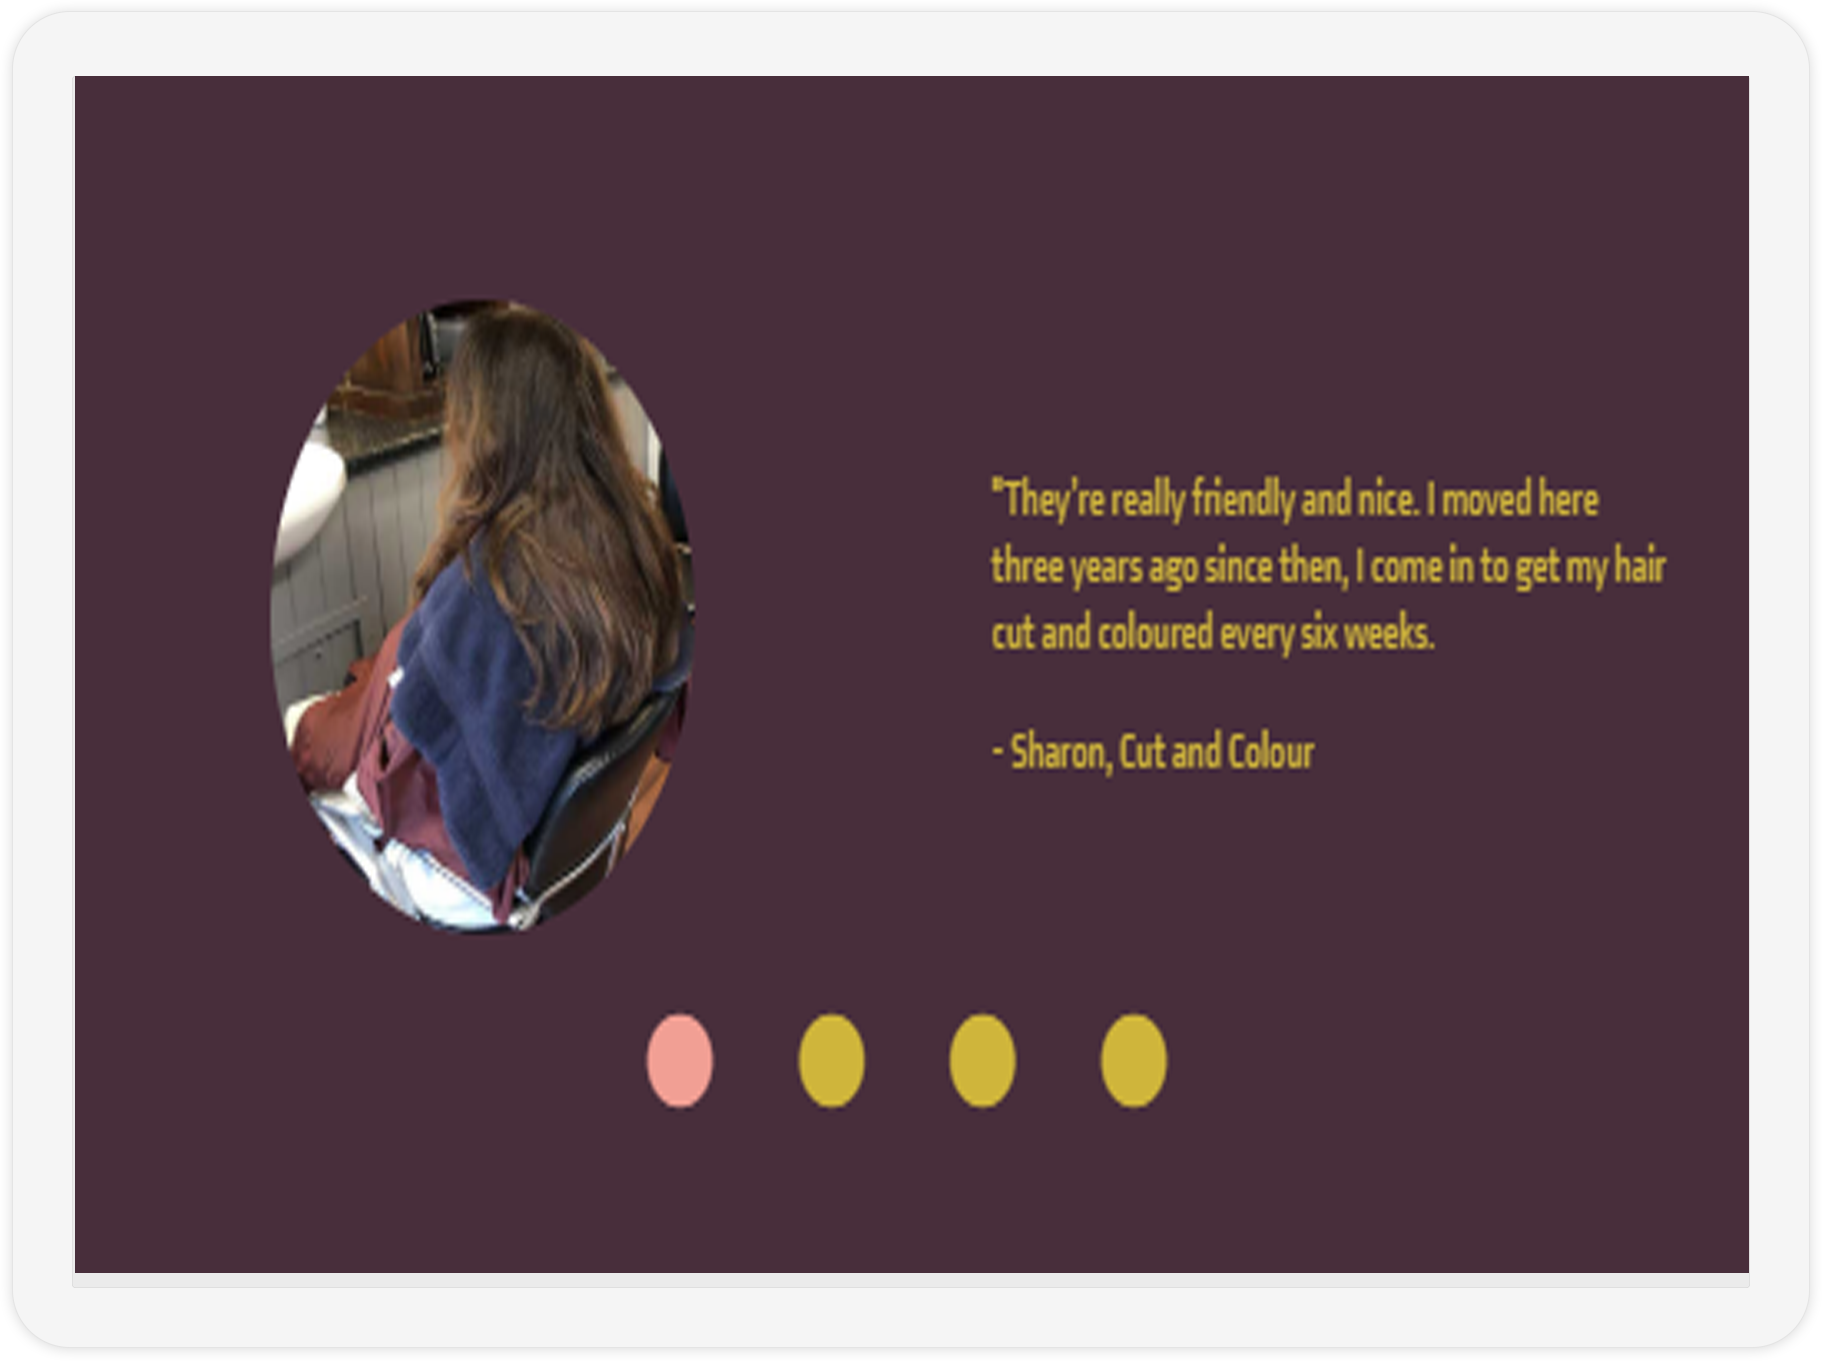 "They're really friendly and nice. I moved here
three years ago since then, I come in to get my hair
cut and coloured every six weeks.
- Sharon, Cut and Colour